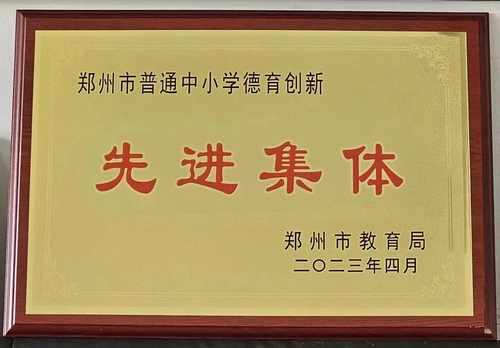 郑州市普通中小学德育创新
先进集体
郑州市教育局
二〇二三年四月